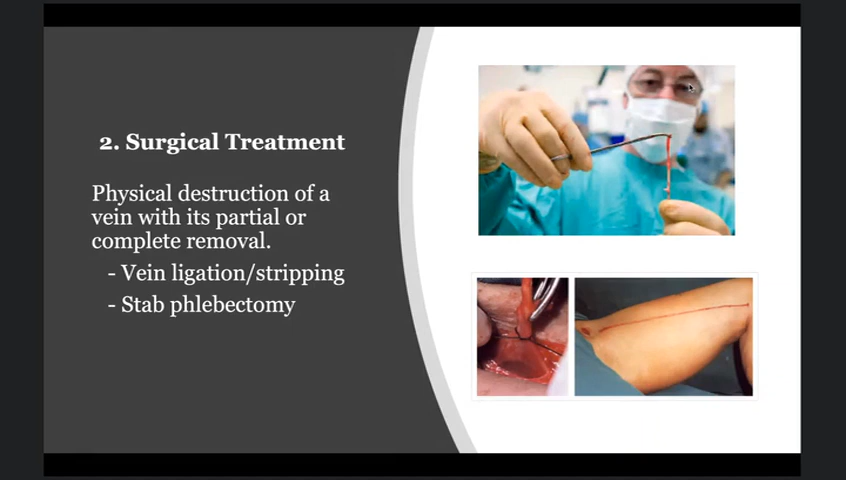 2. Surgical Treatment
Physical destruction of a
vein with its partial or
complete removal.
- Vein ligation/stripping
- Stab phlebectomy